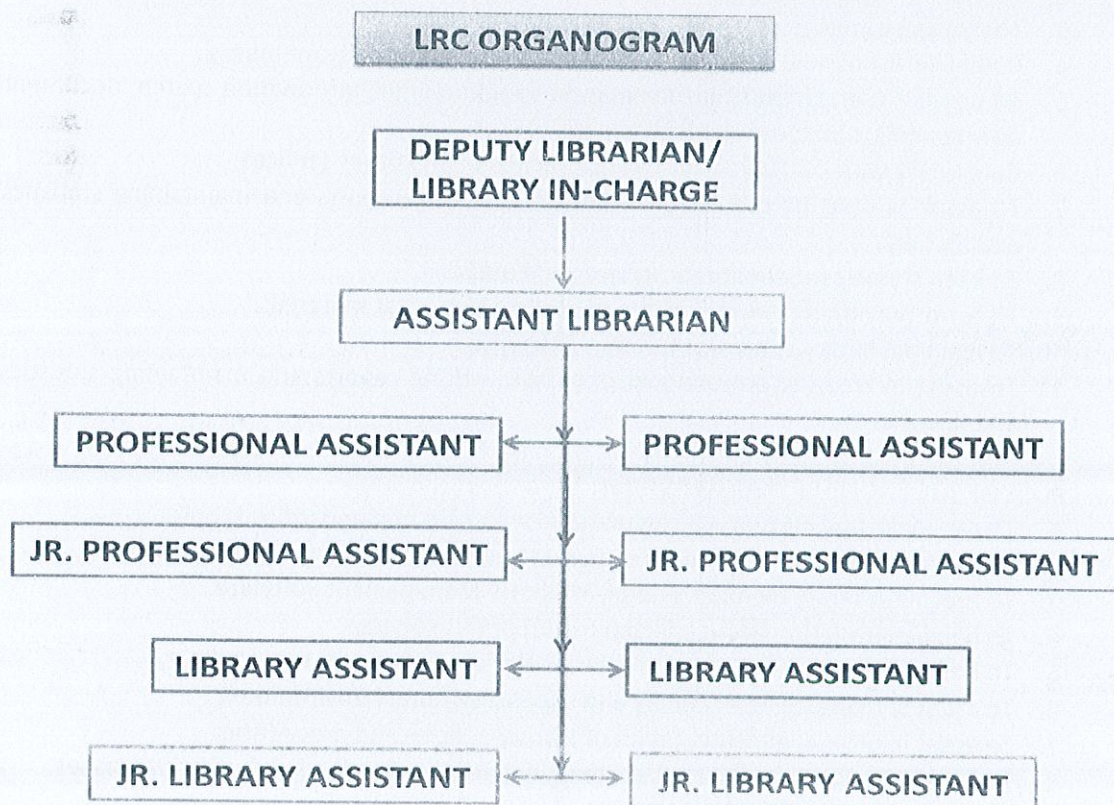 LRC ORGANOGRAM
DEPUTY LIBRARIAN/
LIBRARY IN-CHARGE
ASSISTANT LIBRARIAN
PROFESSIONAL ASSISTANT
PROFESSIONAL ASSISTANT
JR. PROFESSIONAL ASSISTANT
JR. PROFESSIONAL ASSISTANT
LIBRARY ASSISTANT
LIBRARY ASSISTANT
JR. LIBRARY ASSISTANT
JR. LIBRARY ASSISTANT